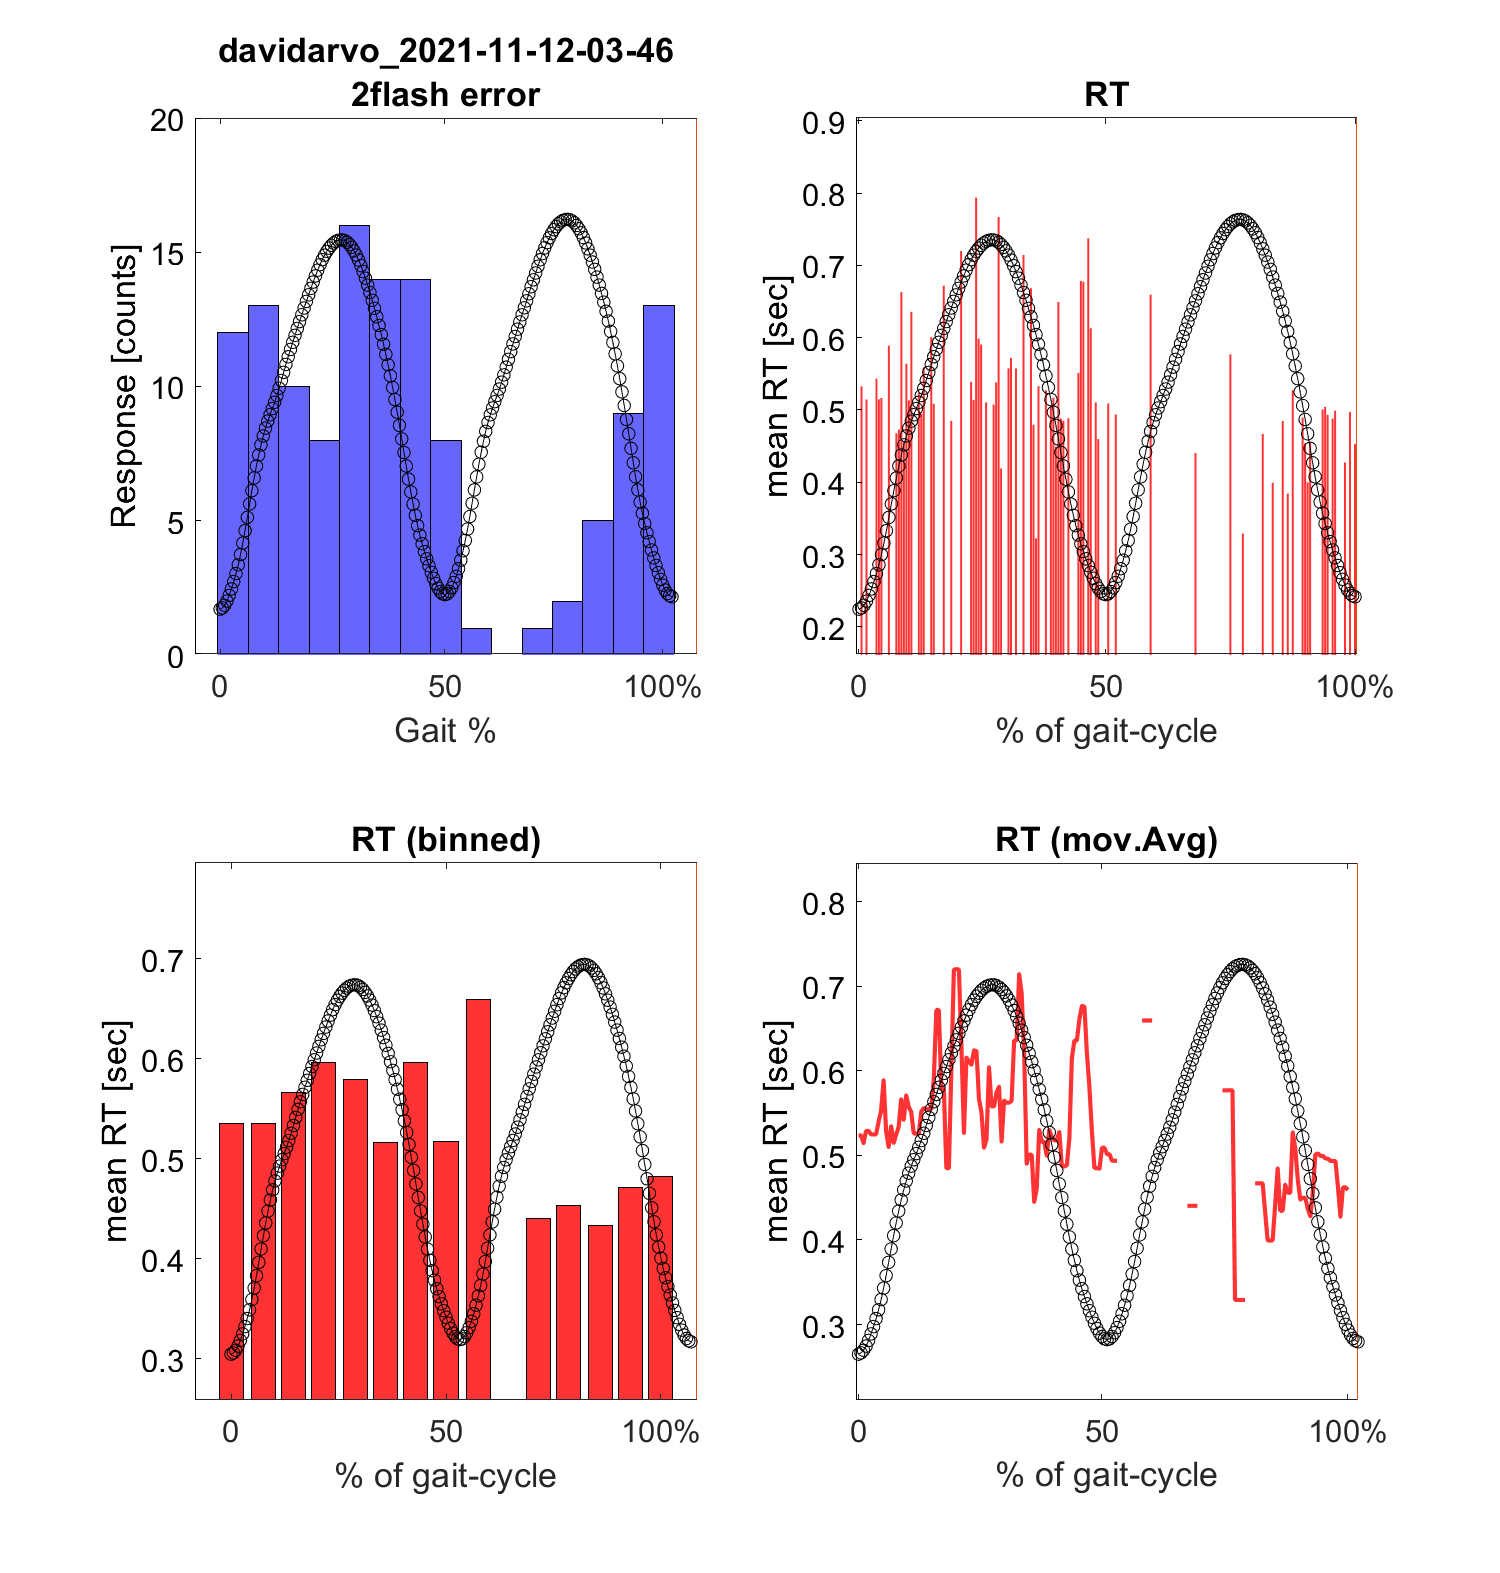 davidarvo_2021-11-12-03-46
2flash error
20
15
10
5
0
Response [counts]
0 50 100%
Gait %
RT
0.9
0.8
0.7
0.6
0.5
0.4
0.3
0.2
mean RT [sec]
0 50 100%
% of gait-cycle
RT (binned)
0.7
0.6
0.5
0.4
0.3
mean RT [sec]
0 50 100%
% of gait-cycle
RT (mov.Avg)
0.8
0.7
0.6
0.5
0.4
0.3
mean RT [sec]
0 50 100%
% of gait-cycle